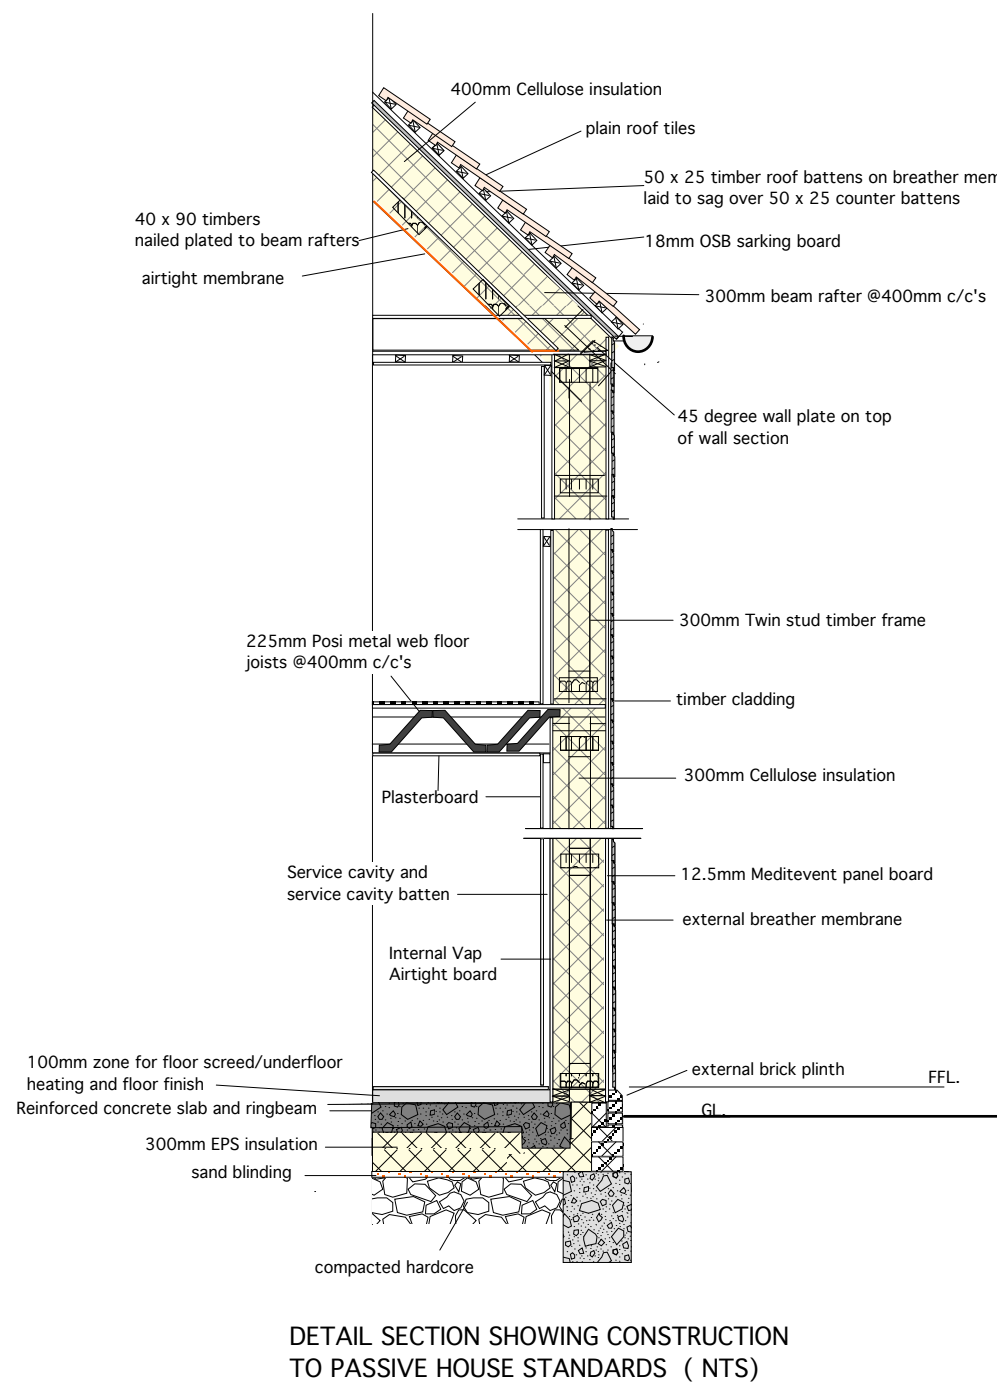 400mm Cellulose insulation
plain roof tiles
50 x 25 timber roof battens on breather
laid to sag over 50 x 25 counter battens
40 x 90 timbers
nailed plated to beam rafters
18mm OSB sarking board
airtight membrane
300mm beam rafter @400mm c/c's
45 degree wall plate on top
of wall section
300mm Twin stud timber frame
225mm Posi metal web floor
joists @400mm c/c's
timber cladding
300mm Cellulose insulation
Plasterboard
Service cavity and
service cavity batten
12.5mm Meditevent panel board
external breather membrane
Internal Vap
Airtight board
100mm zone for floor screed/underfloor
heating and floor finish
external brick plinth
FFL.
Reinforced concrete slab and ringbeam
GL.
300mm EPS insulation
sand blinding
compacted hardcore
DETAIL SECTION SHOWING CONSTRUCTION
TO PASSIVE HOUSE STANDARDS ( NTS)